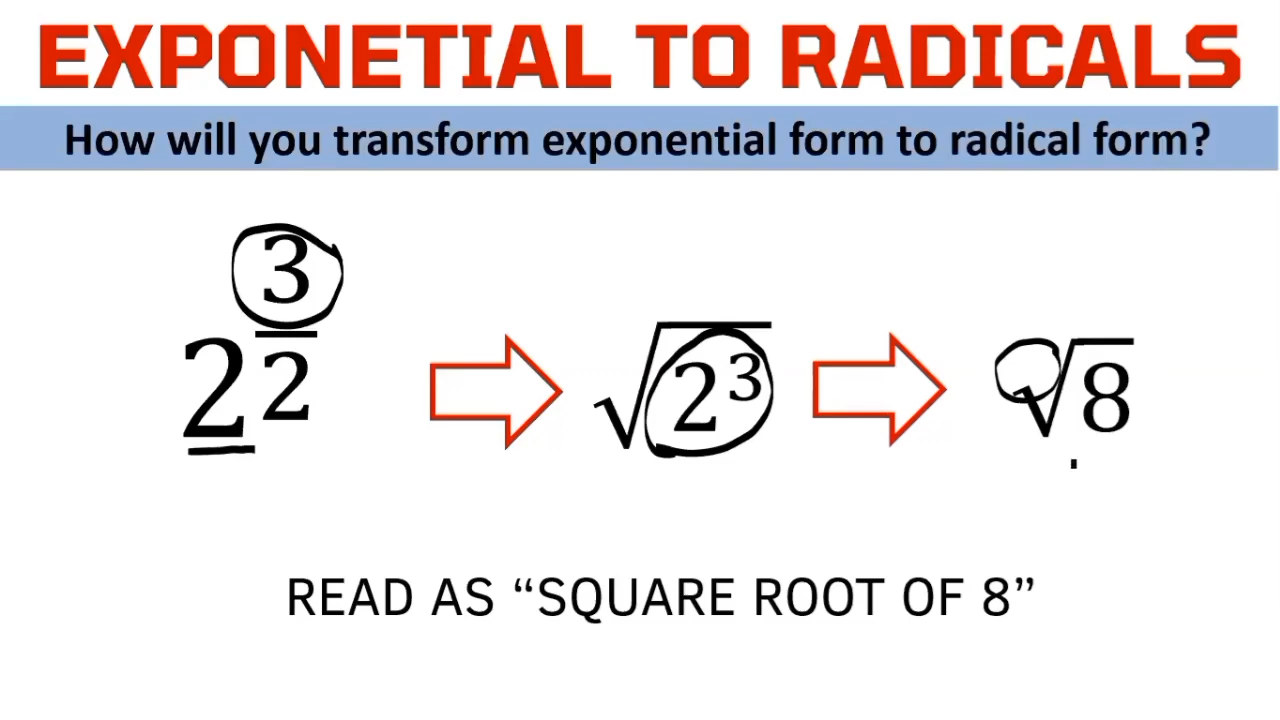 EXPONETIAL TO RADICALS
How will you transform exponential form to radical form?
2^(3/2) ⇨ √(2³) ⇨ √8
READ AS “SQUARE ROOT OF 8”